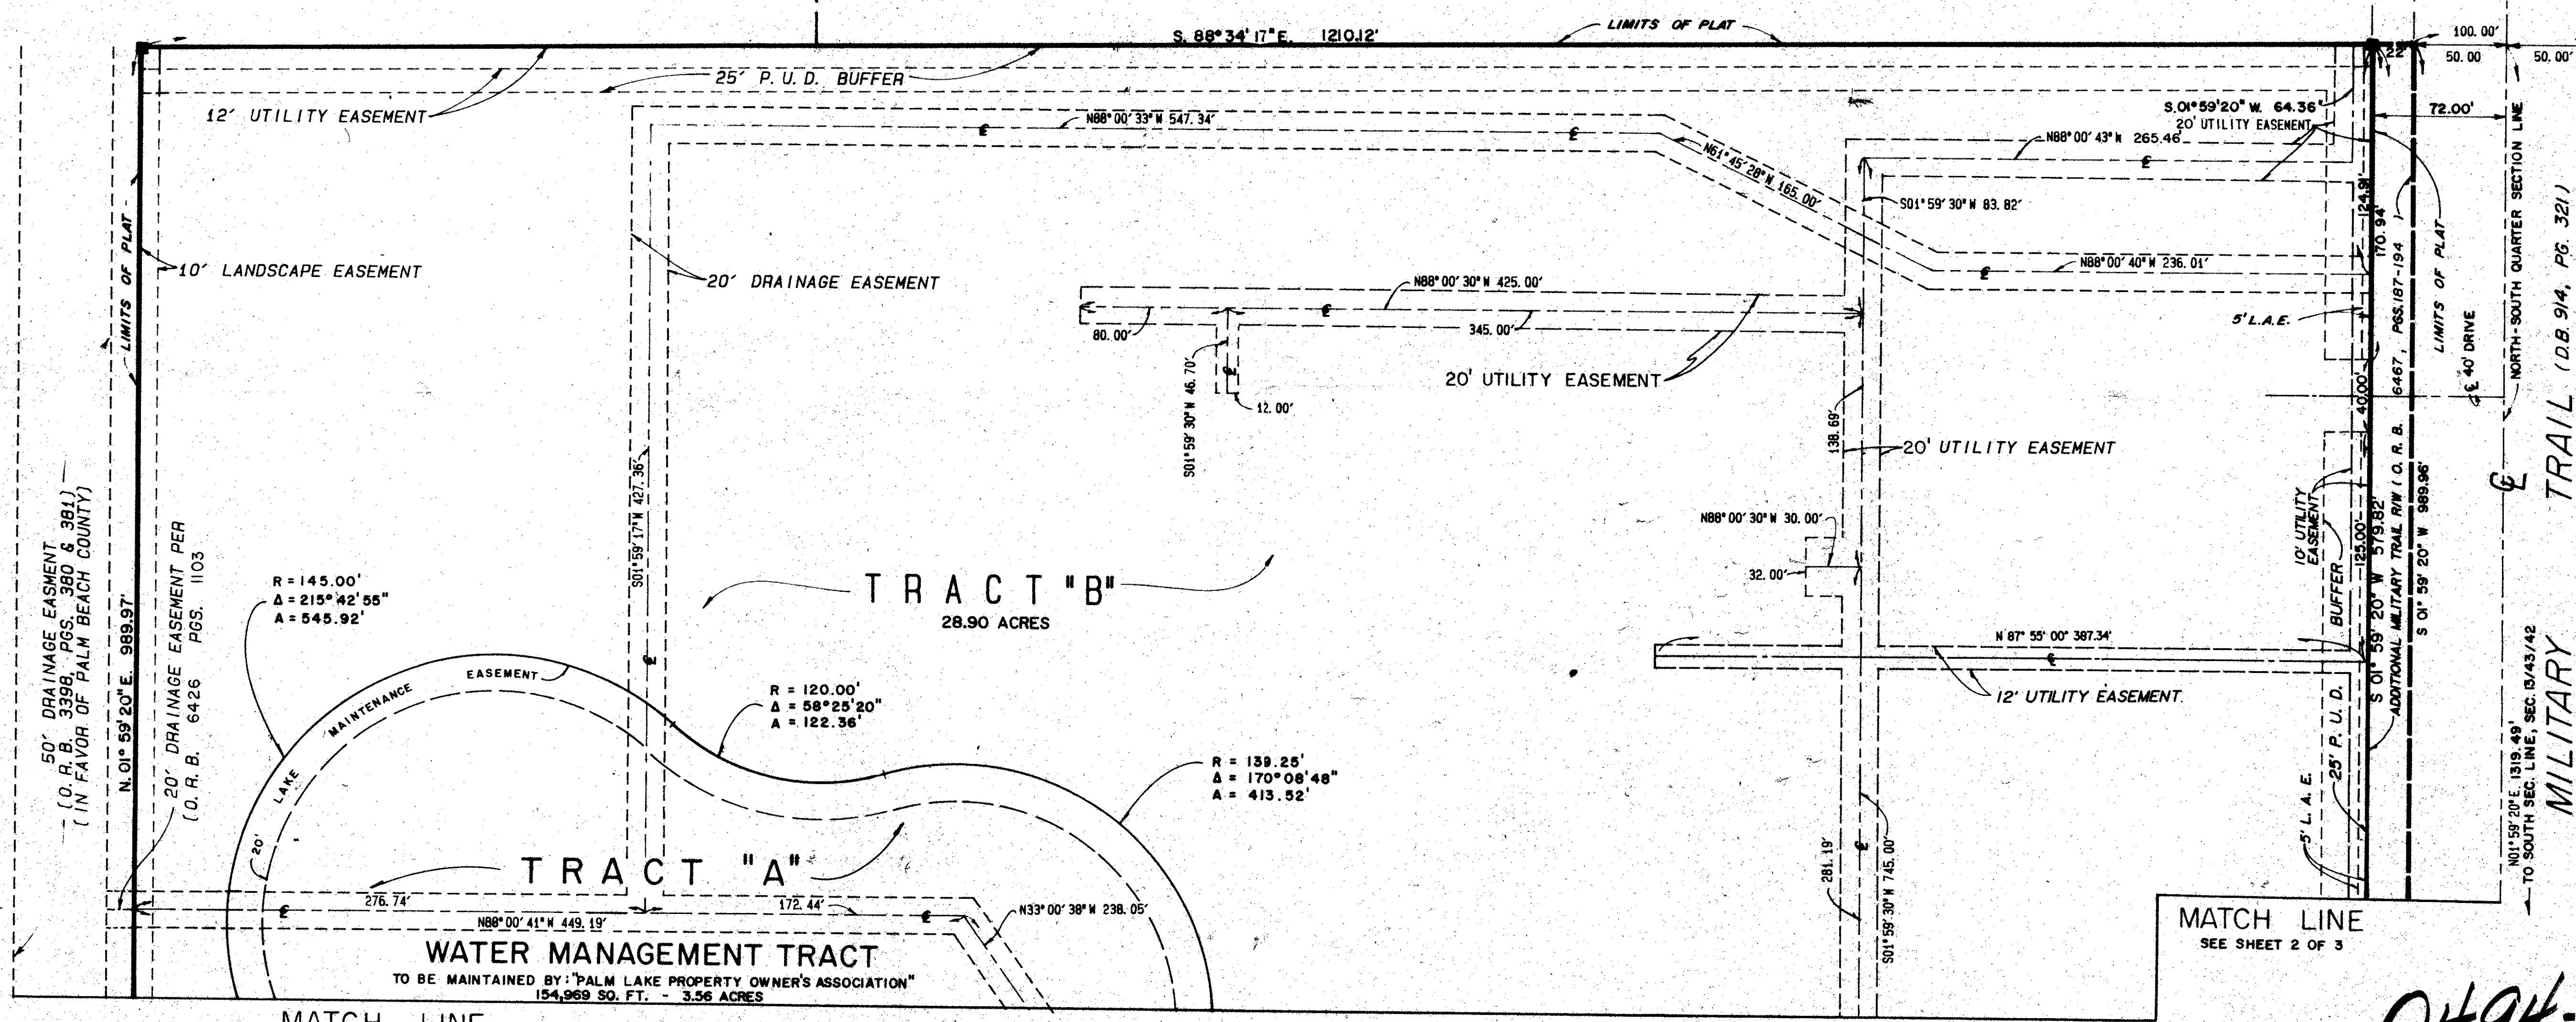 S. 88° 34' 17" E. 1210.12'
LIMITS OF PLAT
100.00'
22'
50.00
50.00'
25' P. U. D. BUFFER
12' UTILITY EASEMENT
N88° 00' 33" W 547.34'
S.01° 59' 20" W. 64.36'
20' UTILITY EASEMENT
72.00'
N88° 00' 43" W 265.46'
N61° 45' 28" W 165.00'
S01° 59' 30" W 83.82'
124.91'
170.94'
LIMITS OF PLAT
10' LANDSCAPE EASEMENT
20' DRAINAGE EASEMENT
N88° 00' 30" W 425.00'
N88° 00' 40" W 236.01'
80.00'
345.00'
5' L.A.E.
S01° 59' 30" W 46.70'
12.00'
20' UTILITY EASEMENT
40.00'
LIMITS OF PLAT
℄ 40' DRIVE
NORTH - SOUTH QUARTER SECTION LINE
138.69'
20' UTILITY EASEMENT
S01° 59' 17" W 427.36'
N88° 00' 30" W 30.00'
32.00'
10' UTILITY
EASEMENT
125.00'
S 01° 59' 20" W 579.82'
ADDITIONAL MILITARY TRAIL R/W ( O. R. B. 6467, PGS.187-194 )
S 01° 59' 20" W 989.96'
℄ MILITARY TRAIL (D.B. 914, PG. 321)
50' DRAINAGE EASMENT
(O. R. B. 3398, PGS. 380 & 381)
(IN FAVOR OF PALM BEACH COUNTY)
N. 01° 59' 20" E. 989.97'
20' DRAINAGE EASEMENT PER
(O. R. B. 6426 PGS. 1103
R = 145.00'
Δ = 215° 42' 55"
A = 545.92'
TRACT "B"
28.90 ACRES
N 87° 55' 00" 387.34'
12' UTILITY EASEMENT.
20' LAKE MAINTENANCE EASEMENT
R = 120.00'
Δ = 58° 25' 20"
A = 122.36'
R = 139.25'
Δ = 170° 08' 48"
A = 413.52'
25' P. U. D. BUFFER
5' L. A. E.
N01° 59' 20" E. 1319.49'
TO SOUTH SEC. LINE, SEC. 13/43/42
TRACT "A"
281.19'
S01° 59' 30" W 745.00'
276.74'
172.44'
N88° 00' 41" W 449.19'
N33° 00' 38" W 238.05'
WATER MANAGEMENT TRACT
TO BE MAINTAINED BY: "PALM LAKE PROPERTY OWNER'S ASSOCIATION"
154,969 SQ. FT. - 3.56 ACRES
MATCH LINE
SEE SHEET 2 OF 3
MATCH LINE